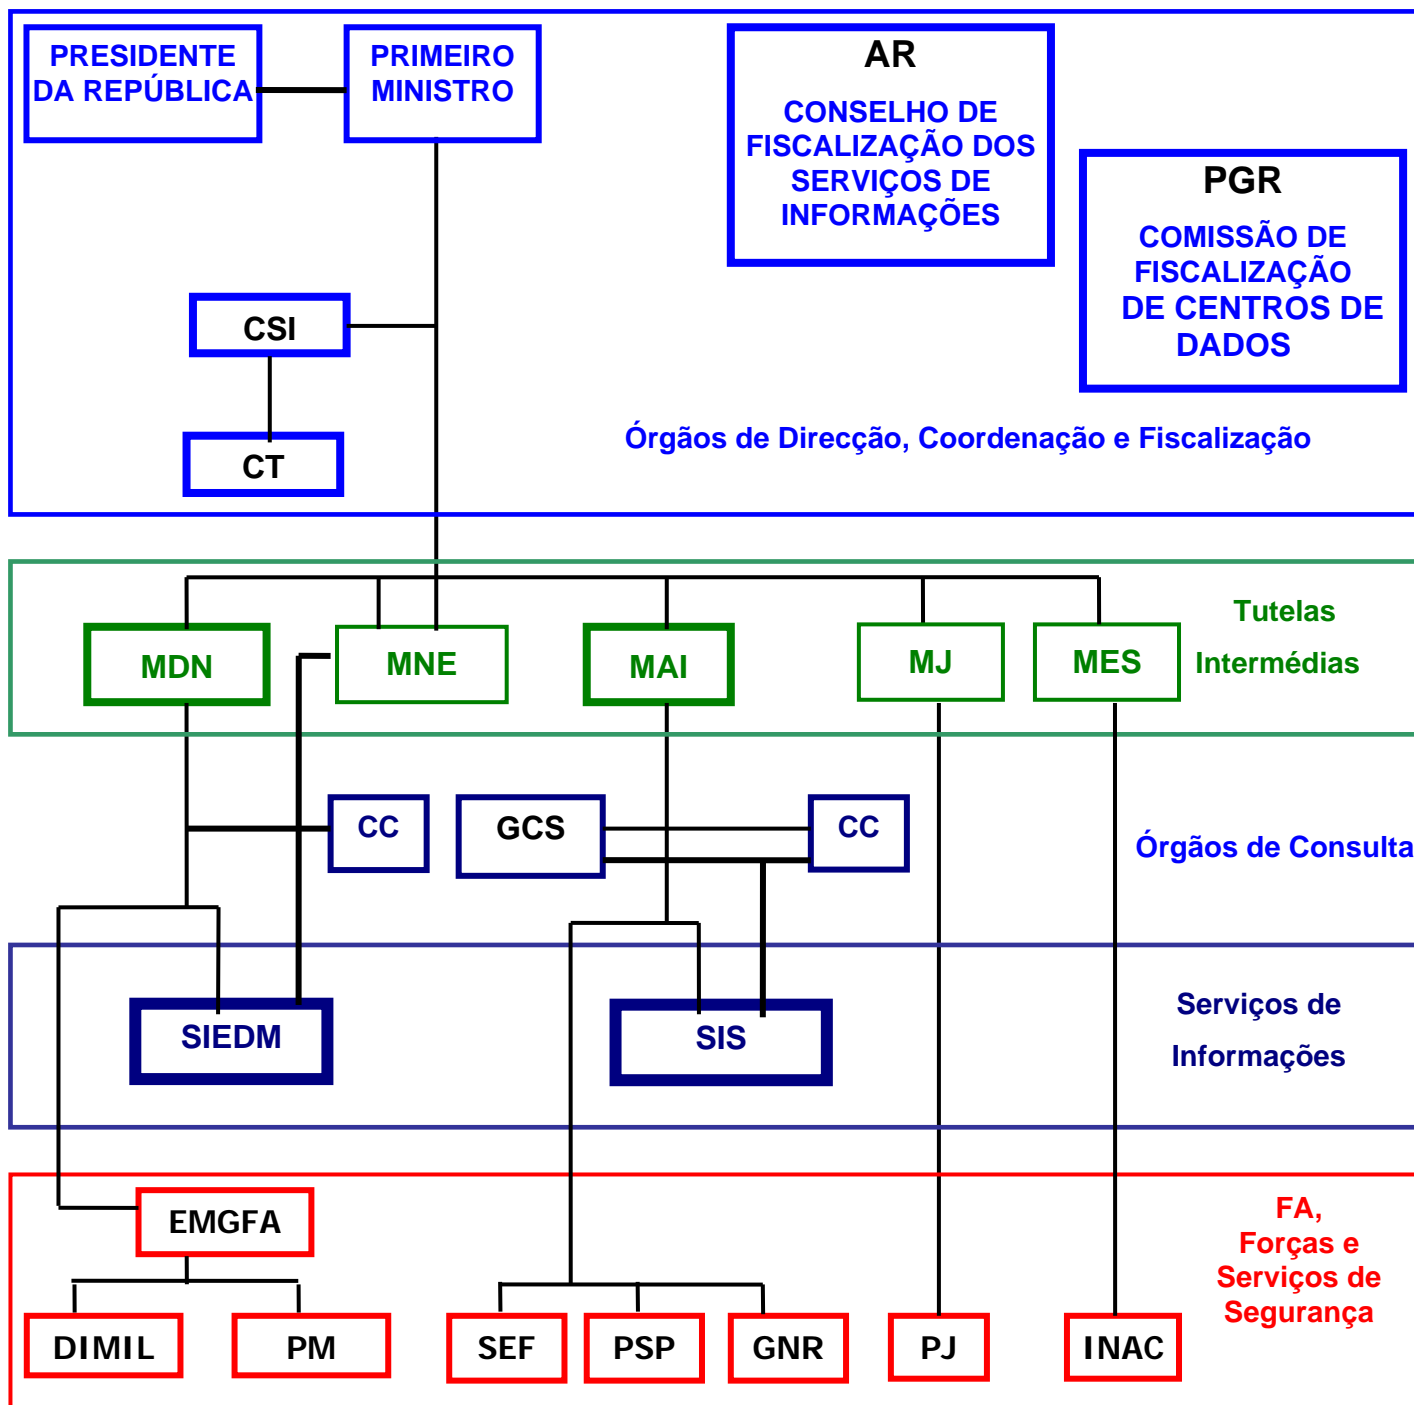 PRESIDENTE
DA REPÚBLICA
PRIMEIRO
MINISTRO
AR
CONSELHO DE
FISCALIZAÇÃO DOS
SERVIÇOS DE
INFORMAÇÕES
PGR
COMISSÃO DE
FISCALIZAÇÃO
DE CENTROS DE
DADOS
CSI
CT
Órgãos de Direcção, Coordenação e Fiscalização
MDN
MNE
MAI
MJ
MES
Tutelas
Intermédias
CC
GCS
CC
Órgãos de Consulta
SIEDM
SIS
Serviços de
Informações
EMGFA
FA,
Forças e
Serviços de
Segurança
DIMIL
PM
SEF
PSP
GNR
PJ
INAC